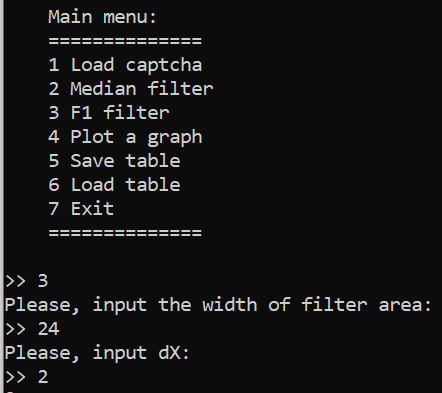 Main menu:
==============
1 Load captcha
2 Median filter
3 F1 filter
4 Plot a graph
5 Save table
6 Load table
7 Exit
==============
>> 3
Please, input the width of filter area:
>> 24
Please, input dX:
>> 2